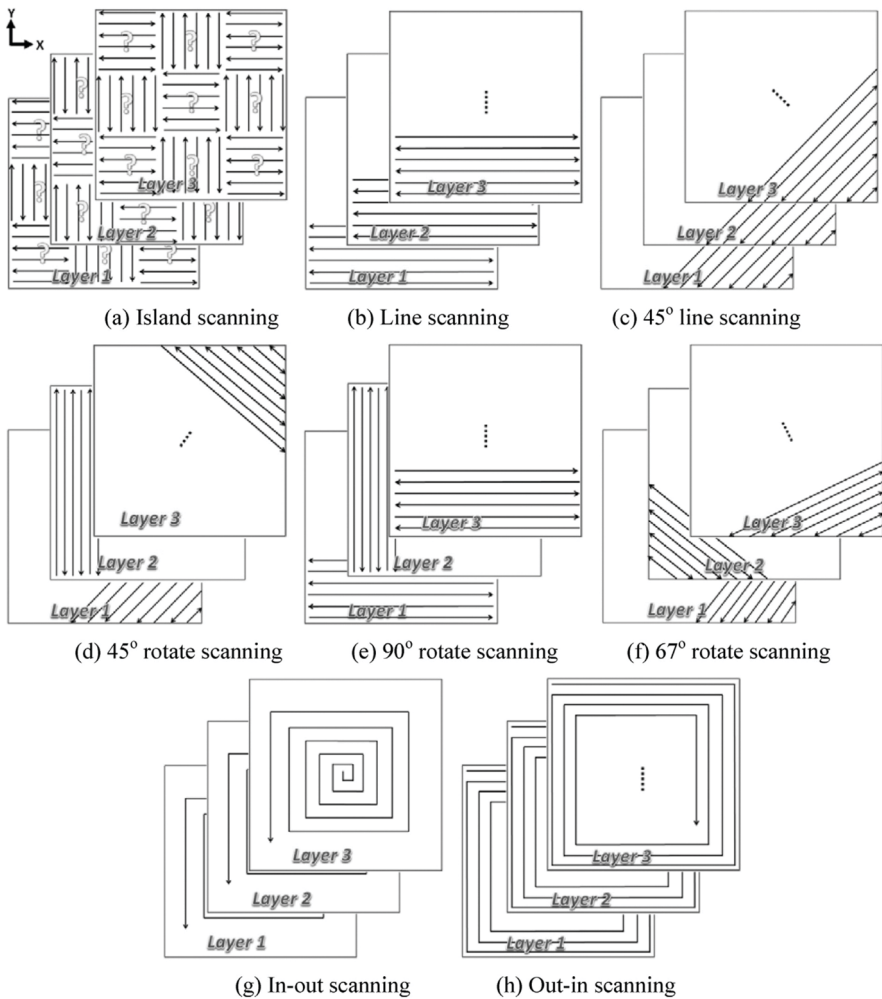 Y
X
? ? ?
? ? ?
? ? ?
Layer 3
? ?
? ?
Layer 2
?
?
? ? ?
Layer 1
Layer 3
Layer 2
Layer 1
Layer 3
Layer 2
Layer 1
(a) Island scanning (b) Line scanning (c) 45° line scanning
Layer 3
Layer 2
Layer 1
Layer 3
Layer 2
Layer 1
Layer 3
Layer 2
Layer 1
(d) 45° rotate scanning (e) 90° rotate scanning (f) 67° rotate scanning
Layer 3
Layer 2
Layer 1
Layer 3
Layer 2
Layer 1
(g) In-out scanning (h) Out-in scanning